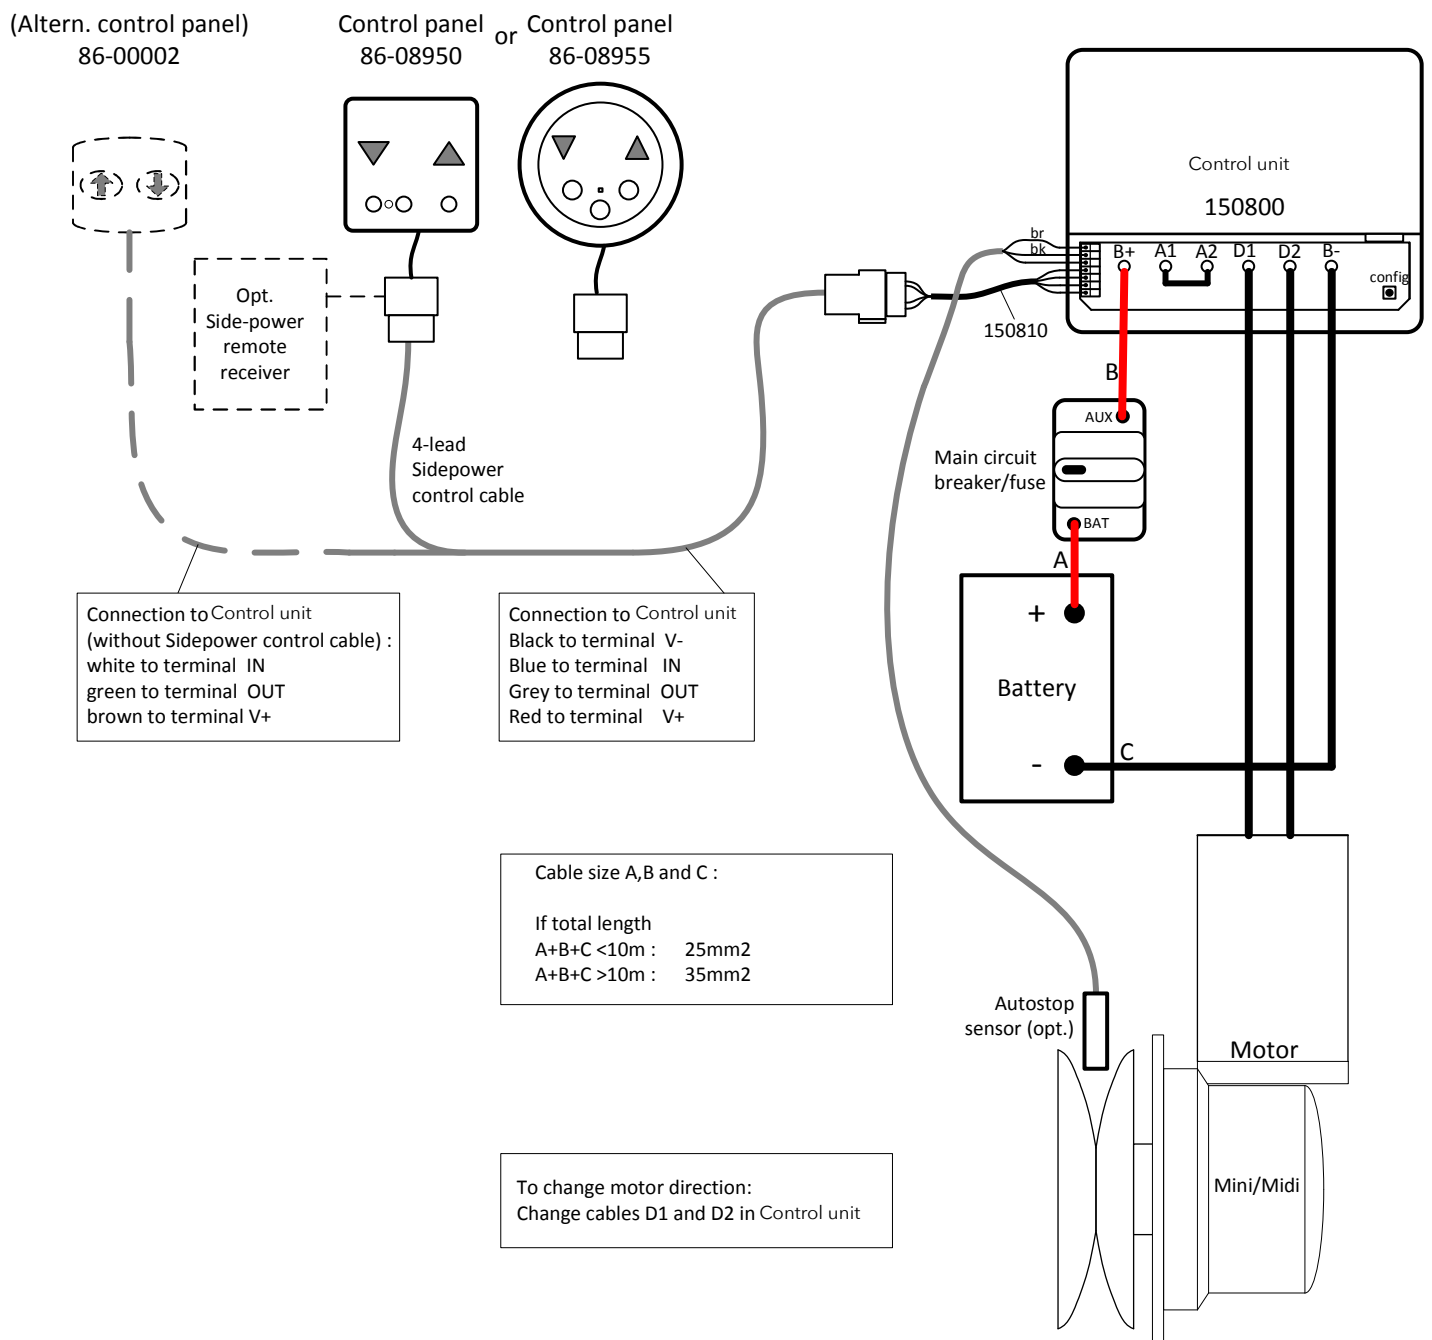 (Altern. control panel)
86-00002
Control panel
86-08950
or
Control panel
86-08955
Opt.
Side-power
remote
receiver
4-lead
Sidepower
control cable
Control unit
150800
br
bk
B+
A1
A2
D1
D2
B-
config
150810
B
AUX
Main circuit
breaker/fuse
BAT
A
+
Battery
-
C
Connection to Control unit
(without Sidepower control cable) :
white to terminal IN
green to terminal OUT
brown to terminal V+
Connection to Control unit
Black to terminal V-
Blue to terminal IN
Grey to terminal OUT
Red to terminal V+
Cable size A,B and C :
If total length
A+B+C <10m : 25mm2
A+B+C >10m : 35mm2
Autostop
sensor (opt.)
Motor
Mini/Midi
To change motor direction:
Change cables D1 and D2 in Control unit